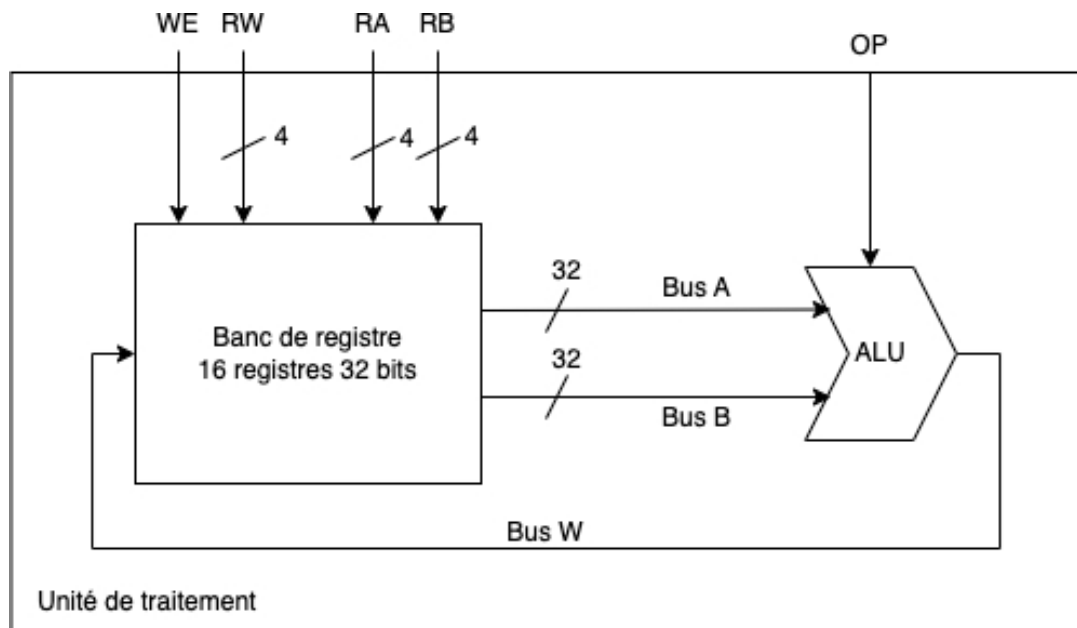 WE RW RA RB OP
4 4 4
32
Bus A
Banc de registre
16 registres 32 bits
ALU
32
Bus B
Bus W
Unité de traitement